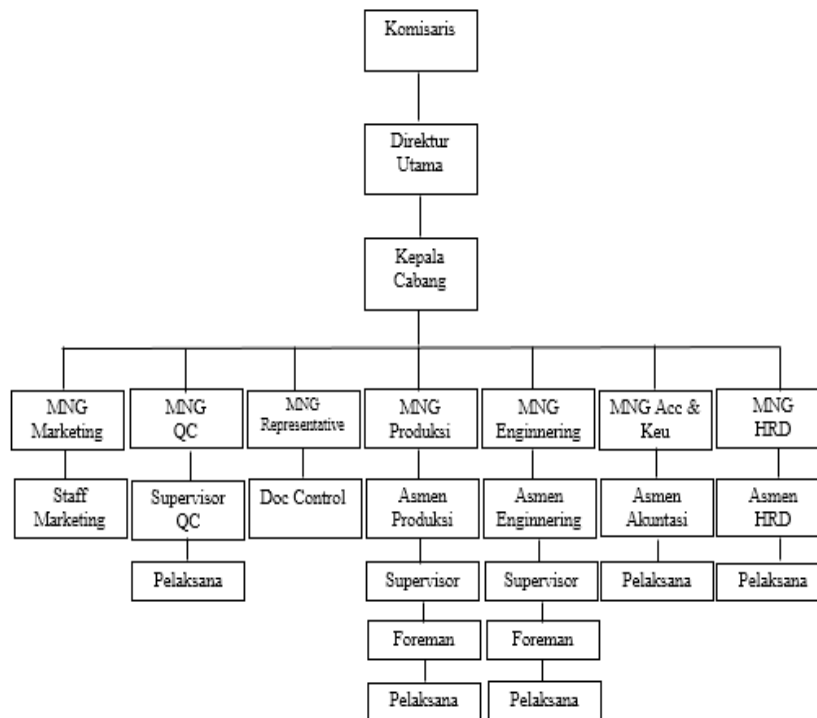 Komisaris
Direktur
Utama
Kepala
Cabang
MNG
Marketing
MNG
QC
MNG
Representative
MNG
Produksi
MNG
Enginnering
MNG Acc &
Keu
MNG
HRD
Staff
Marketing
Supervisor
QC
Doc Control
Asmen
Produksi
Asmen
Enginnering
Asmen
Akuntasi
Asmen
HRD
Pelaksana
Supervisor
Supervisor
Pelaksana
Pelaksana
Foreman
Foreman
Pelaksana
Pelaksana